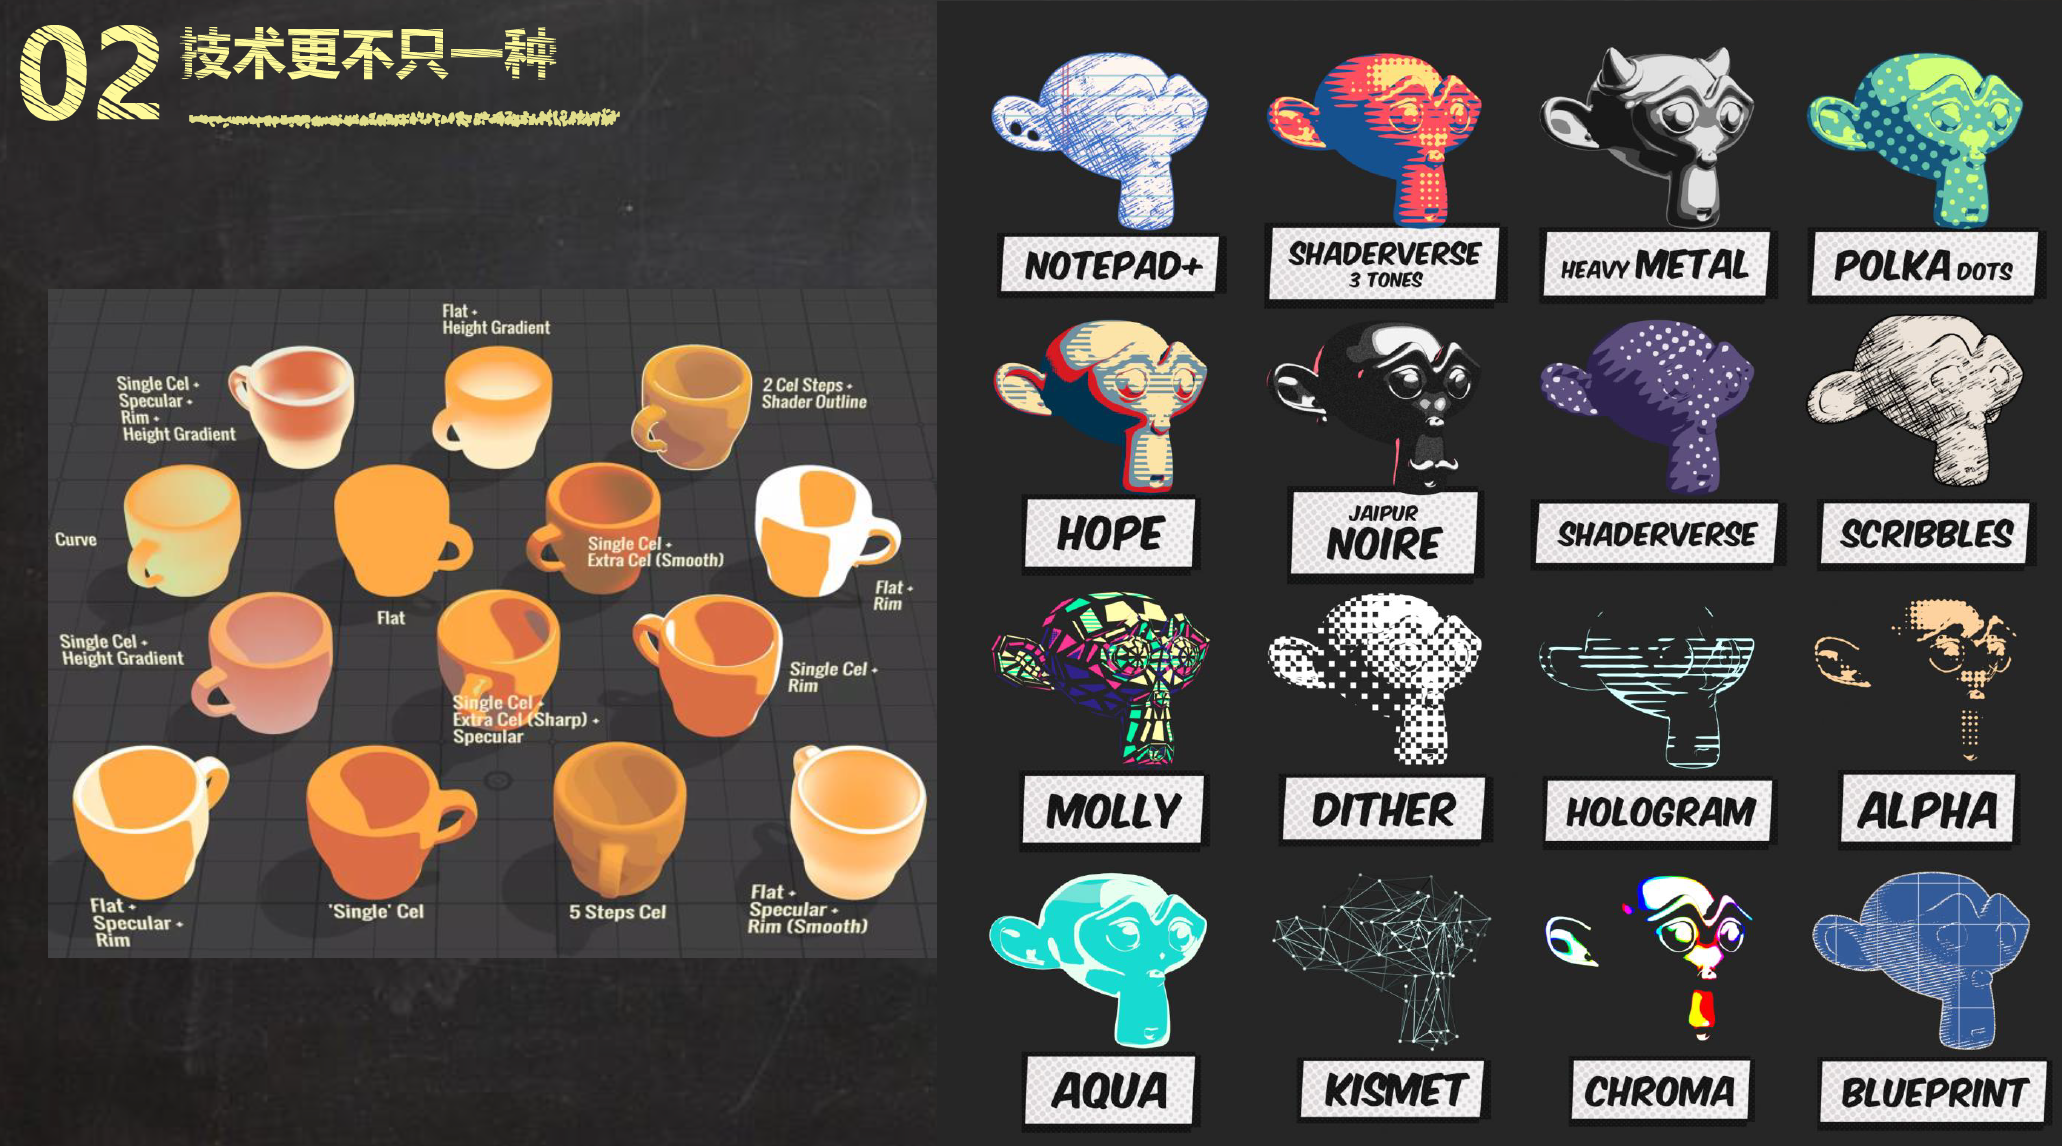 02 技术更不只一种
Flat +
Height Gradient
Single Cel +
Specular +
Rim +
Height Gradient
2 Cel Steps +
Shader Outline
Curve
Flat
Single Cel +
Extra Cel (Smooth)
Flat +
Rim
Single Cel +
Height Gradient
Single Cel +
Extra Cel (Sharp) +
Specular
Single Cel +
Rim
Flat +
Specular +
Rim
'Single' Cel
5 Steps Cel
Flat +
Specular +
Rim (Smooth)
NOTEPAD+
SHADERVERSE
3 TONES
HEAVY METAL
POLKA DOTS
HOPE
JAIPUR
NOIRE
SHADERVERSE
SCRIBBLES
MOLLY
DITHER
HOLOGRAM
ALPHA
AQUA
KISMET
CHROMA
BLUEPRINT